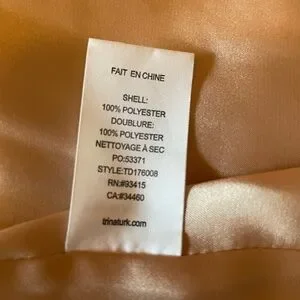 FAIT EN CHINE
SHELL:
100% POLYESTER
DOUBLURE:
100% POLYESTER
NETTOYAGE À SEC
PO:53371
STYLE:TD176008
RN:#93415
CA:#34460
trinaturk.com